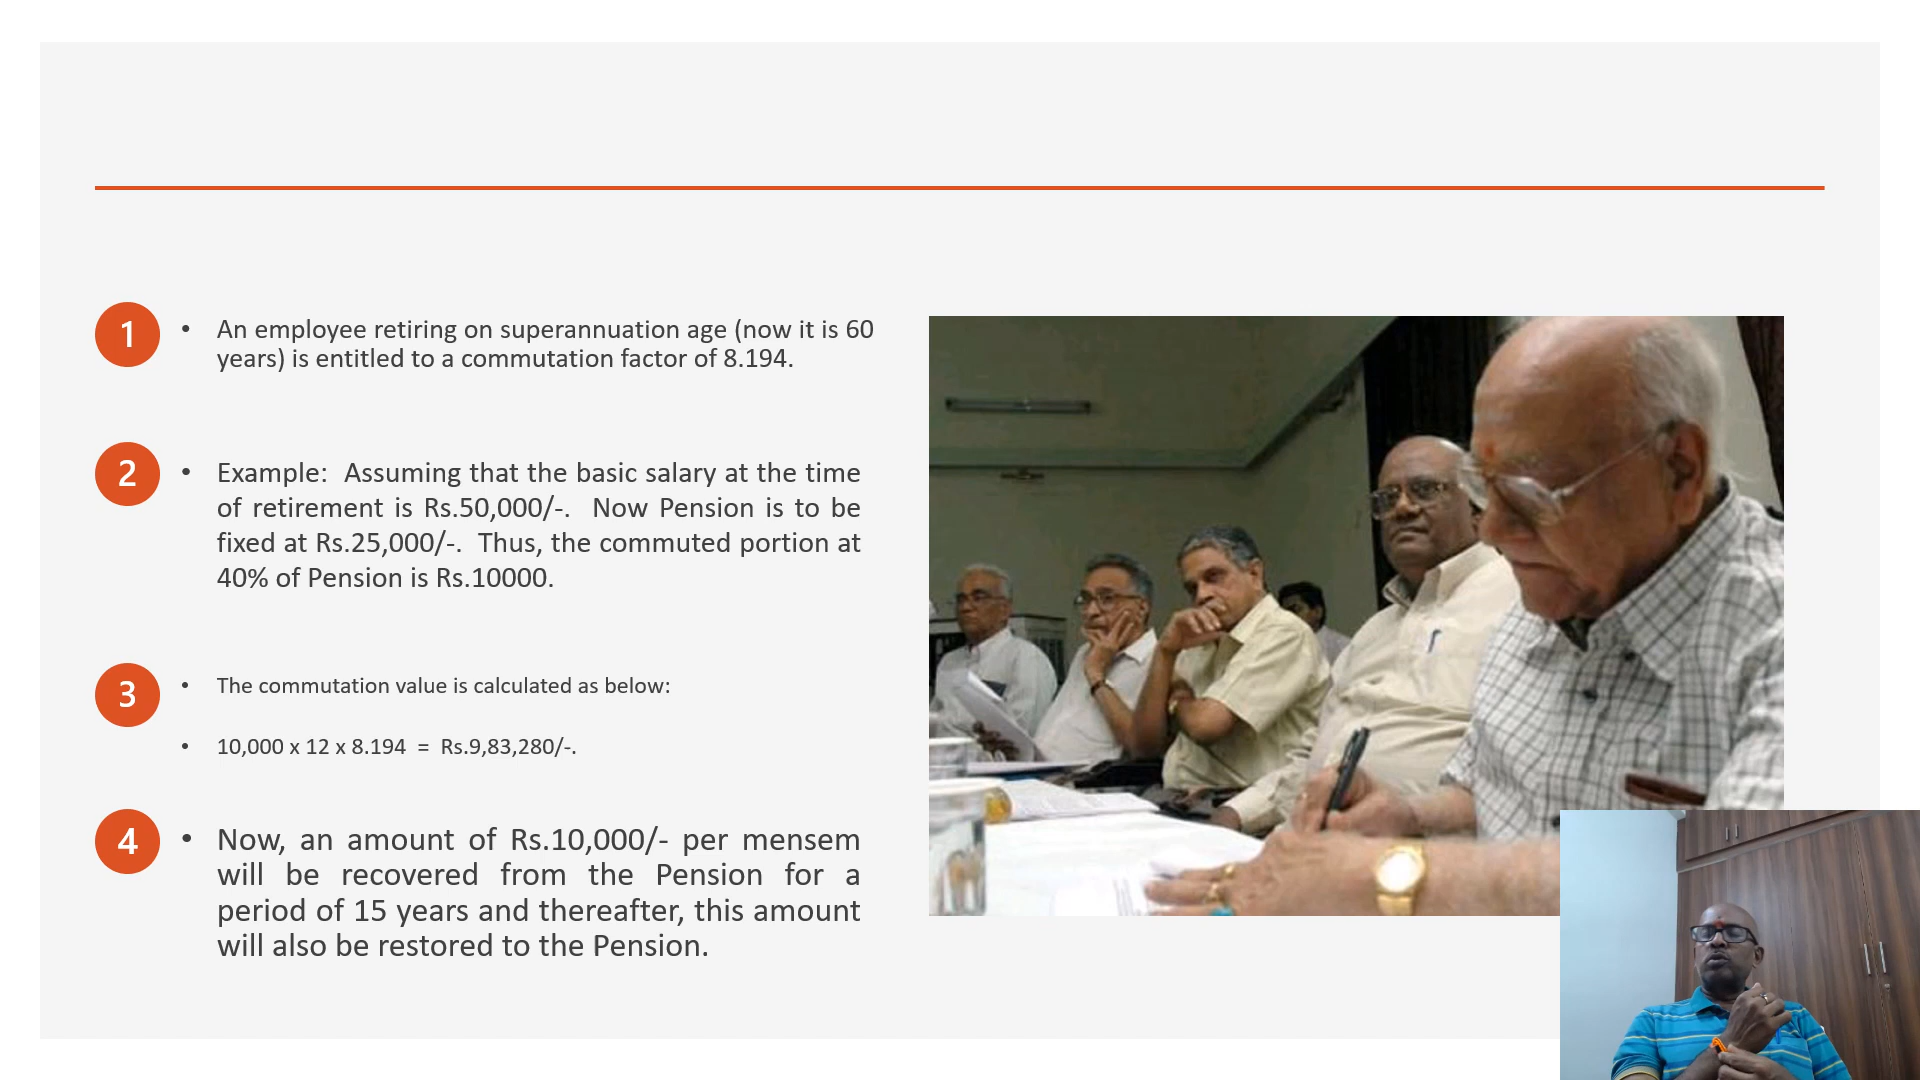 1
• An employee retiring on superannuation age (now it is 60
years) is entitled to a commutation factor of 8.194.
2
• Example: Assuming that the basic salary at the time
of retirement is Rs.50,000/-. Now Pension is to be
fixed at Rs.25,000/-. Thus, the commuted portion at
40% of Pension is Rs.10000.
3
• The commutation value is calculated as below:
• 10,000 x 12 x 8.194 = Rs.9,83,280/-.
4
• Now, an amount of Rs.10,000/- per mensem
will be recovered from the Pension for a
period of 15 years and thereafter, this amount
will also be restored to the Pension.